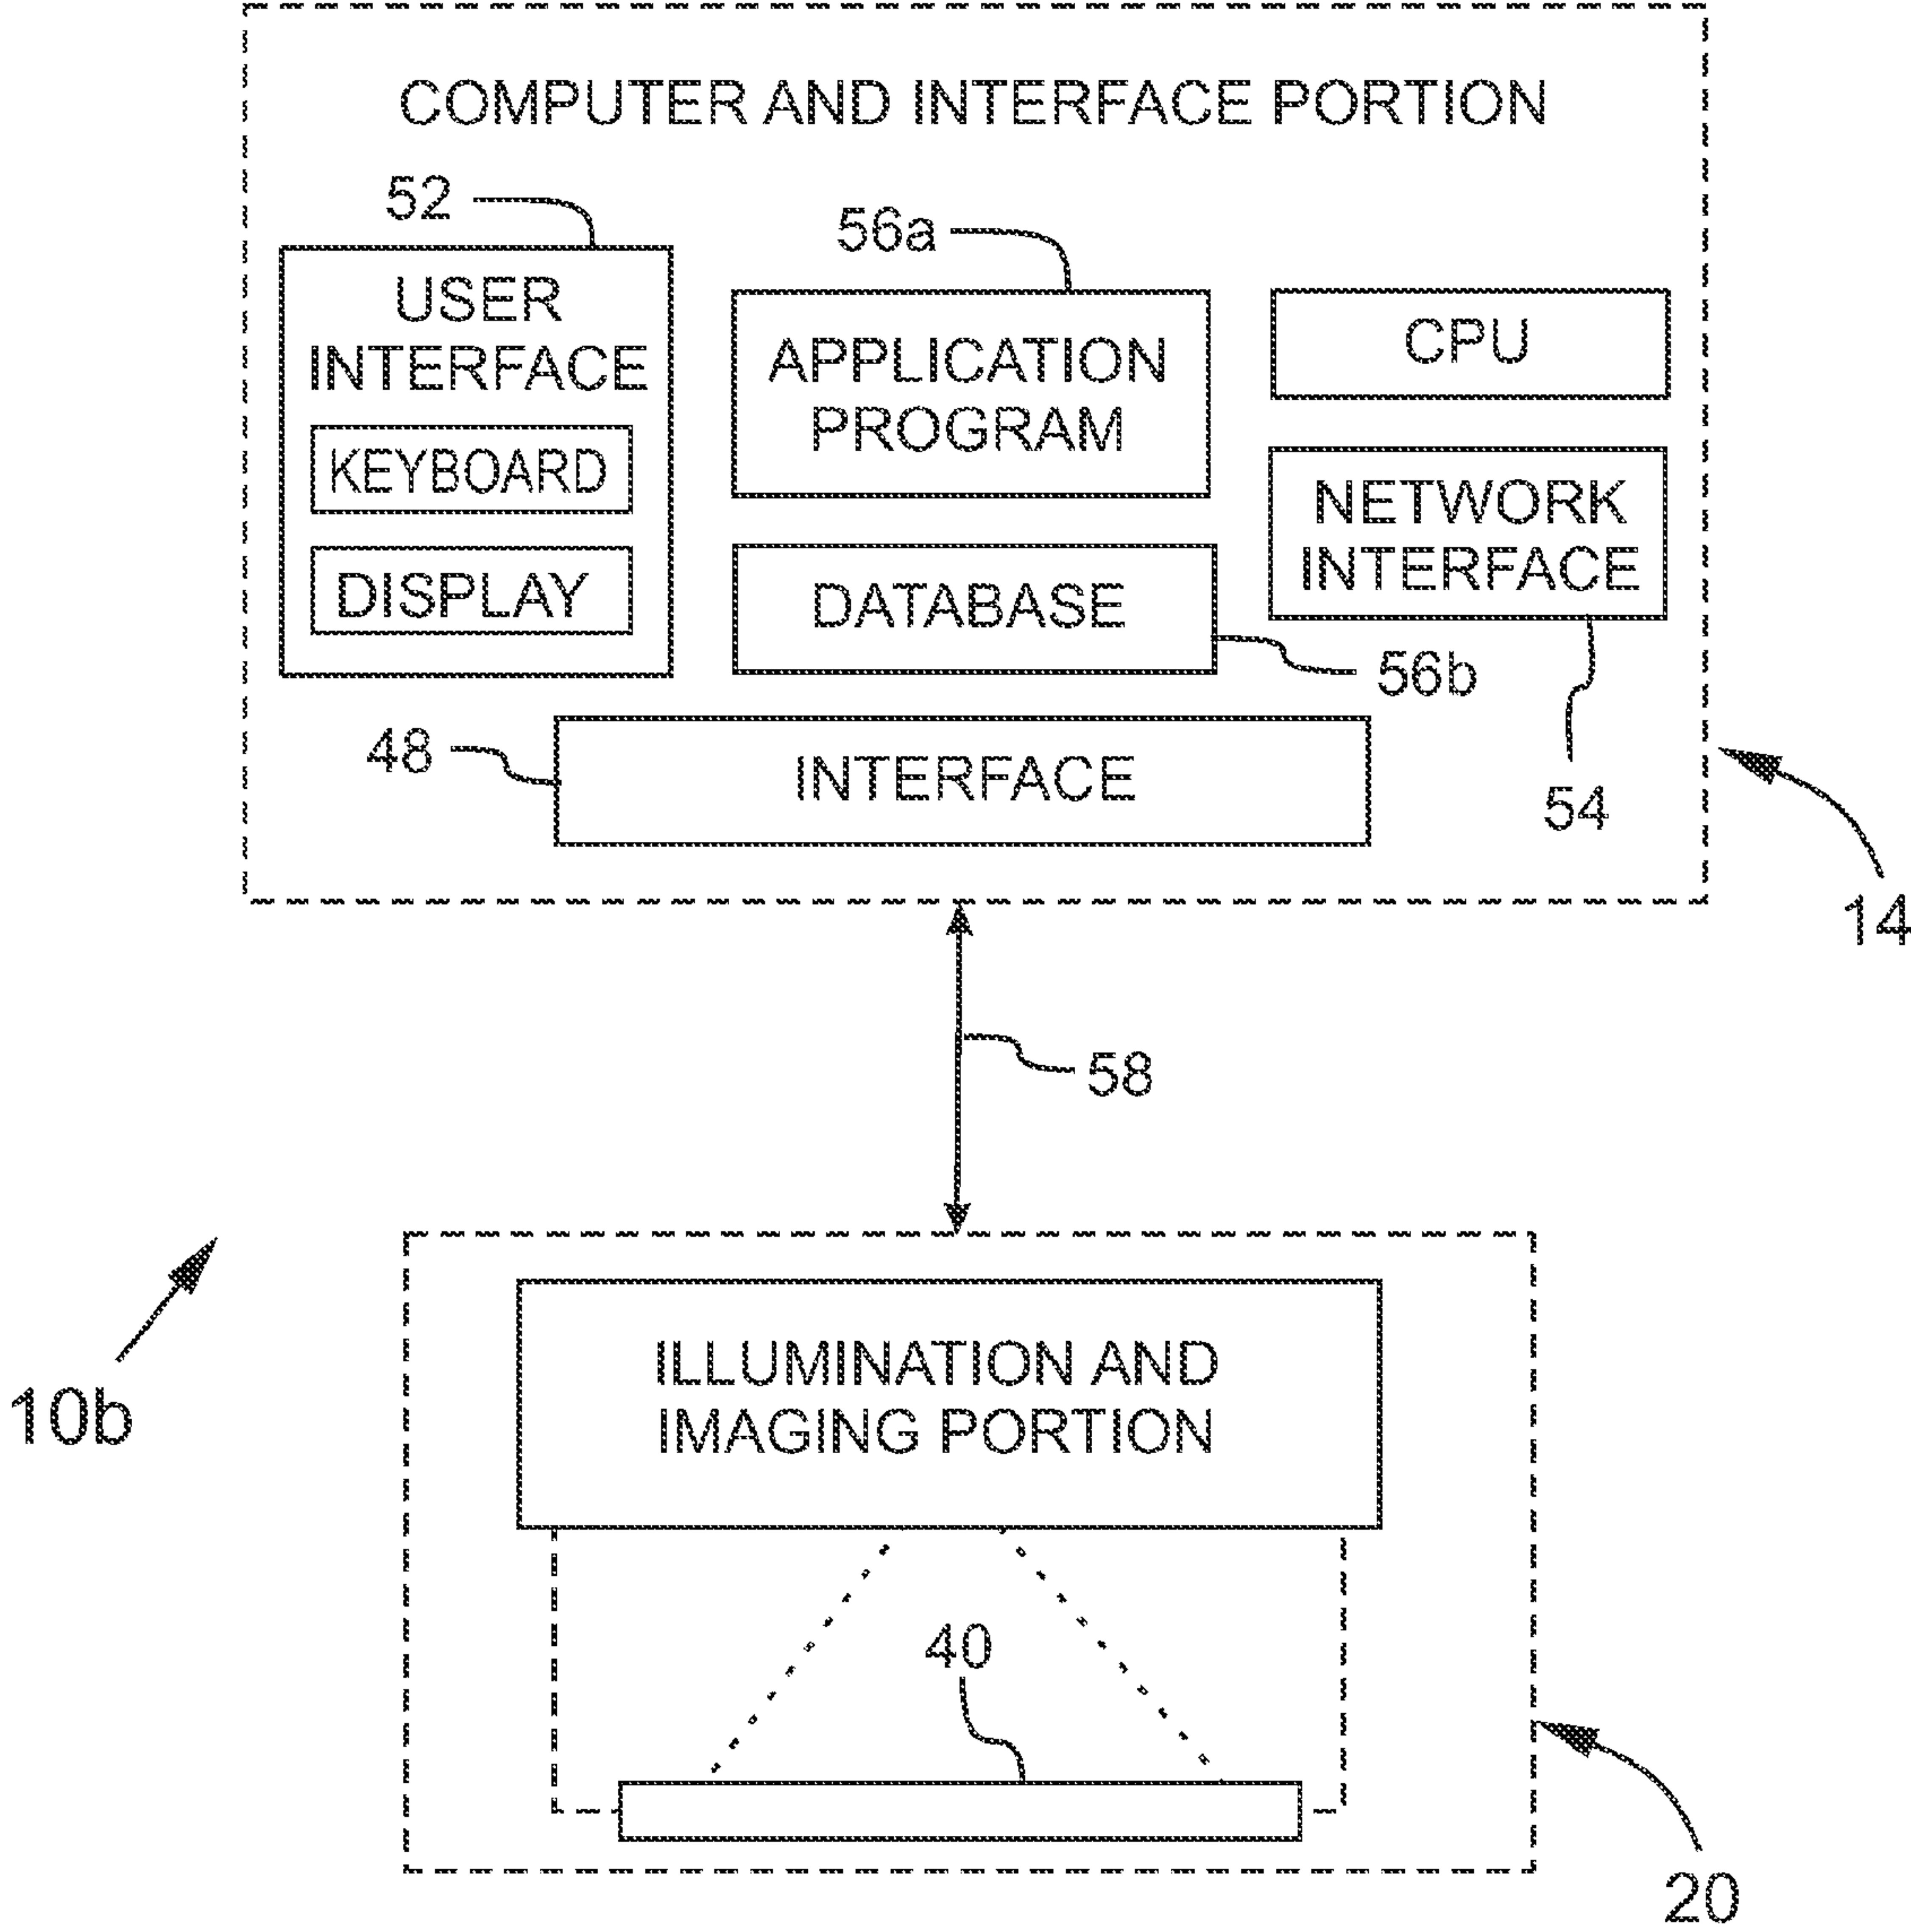 COMPUTER AND INTERFACE PORTION
52
56a
USER
INTERFACE
KEYBOARD
DISPLAY
APPLICATION
PROGRAM
CPU
NETWORK
INTERFACE
DATABASE
56b
48
INTERFACE
54
14
58
10b
ILLUMINATION AND
IMAGING PORTION
40
20